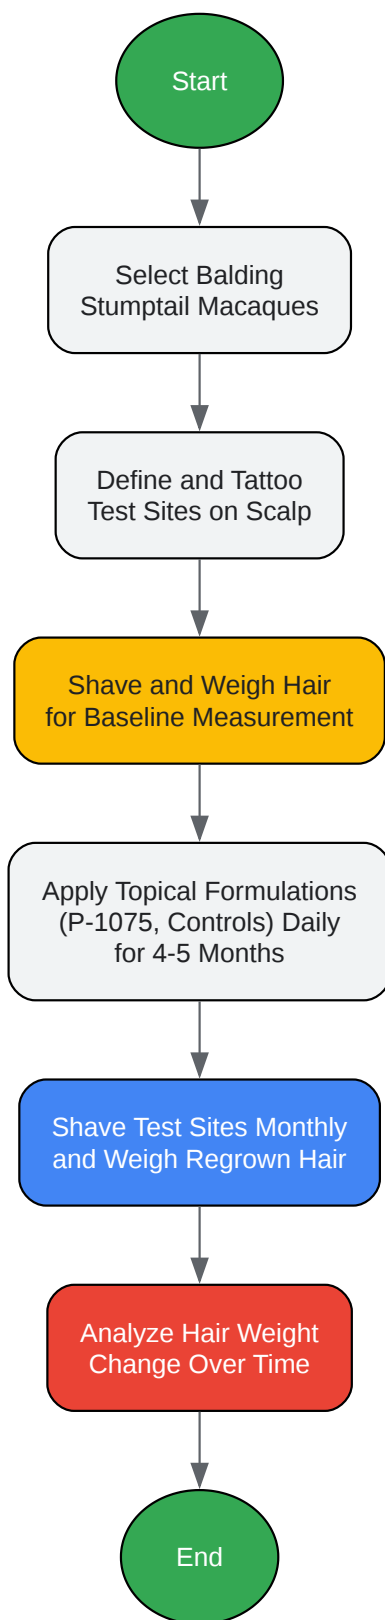 Start
Select Balding
Stumptail Macaques
Define and Tattoo
Test Sites on Scalp
Shave and Weigh Hair
for Baseline Measurement
Apply Topical Formulations
(P-1075, Controls) Daily
for 4-5 Months
Shave Test Sites Monthly
and Weigh Regrown Hair
Analyze Hair Weight
Change Over Time
End